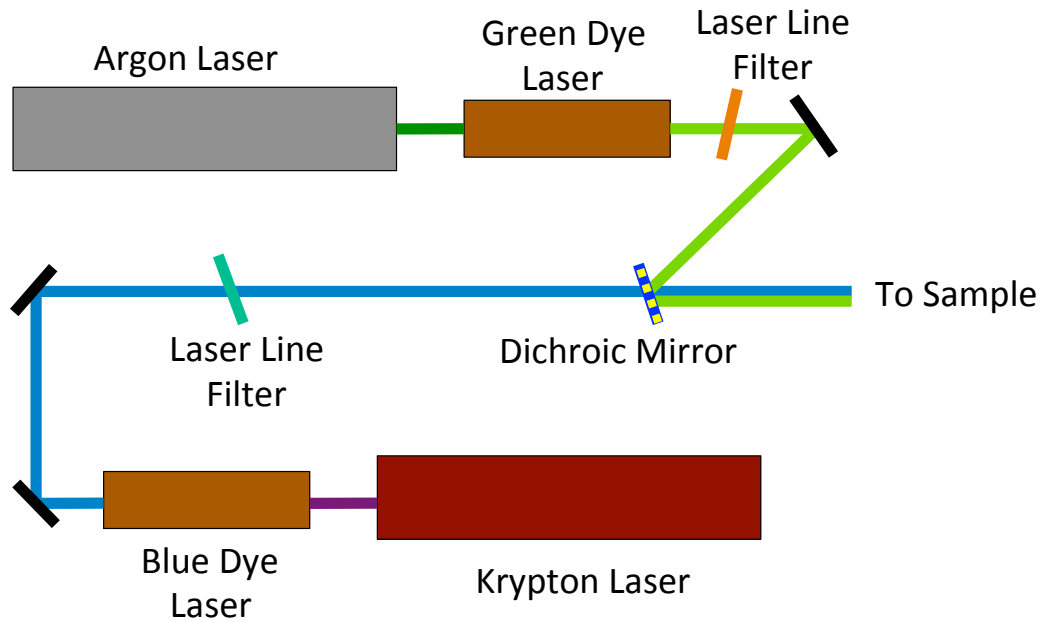 Argon Laser
Green Dye
Laser
Laser Line
Filter
To Sample
Laser Line
Filter
Dichroic Mirror
Blue Dye
Laser
Krypton Laser